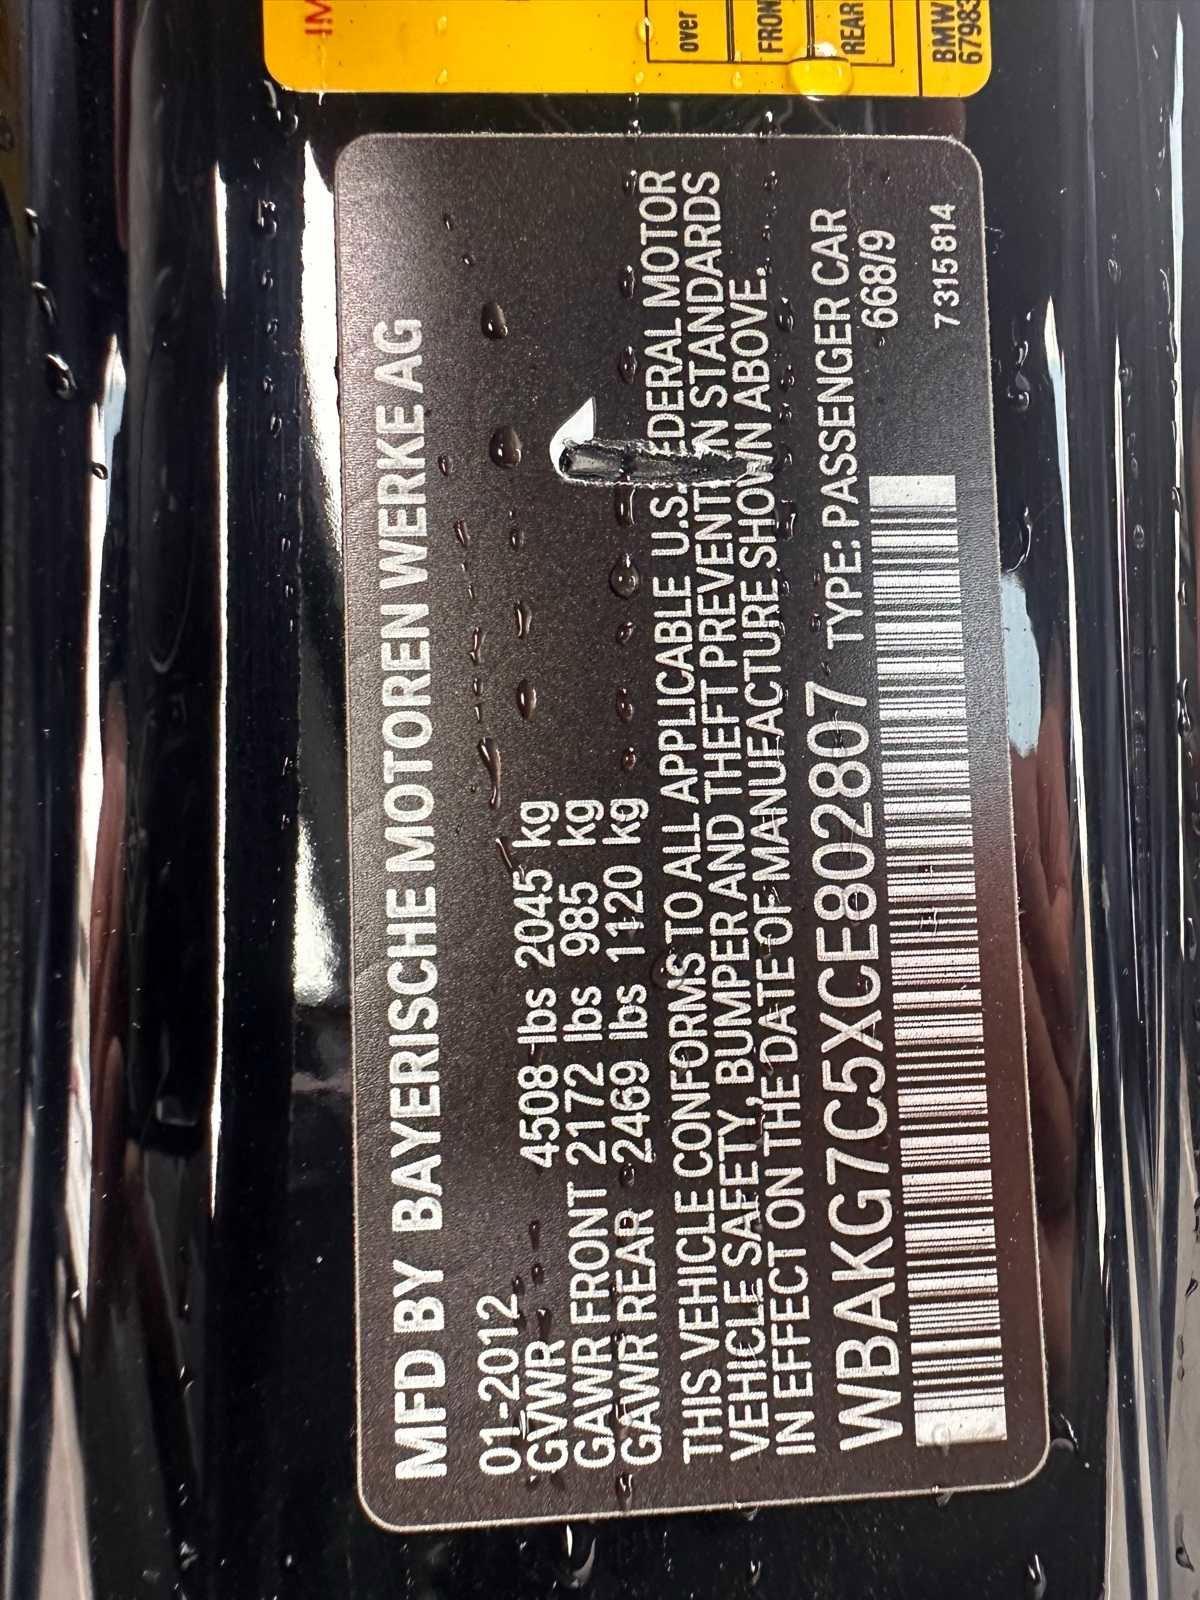 IM
over
FRON
REAR
BMW
67983
MFD BY BAYERISCHE MOTOREN WERKE AG
01-2012
GVWR 4508 lbs 2045 kg
GAWR FRONT 2172 lbs 985 kg
GAWR REAR 2469 lbs 1120 kg
THIS VEHICLE CONFORMS TO ALL APPLICABLE U.S. FEDERAL MOTOR
VEHICLE SAFETY, BUMPER AND THEFT PREVENTION STANDARDS
IN EFFECT ON THE DATE OF MANUFACTURE SHOWN ABOVE.
WBAKG7C5XCE802807 TYPE: PASSENGER CAR
668/9
7315814